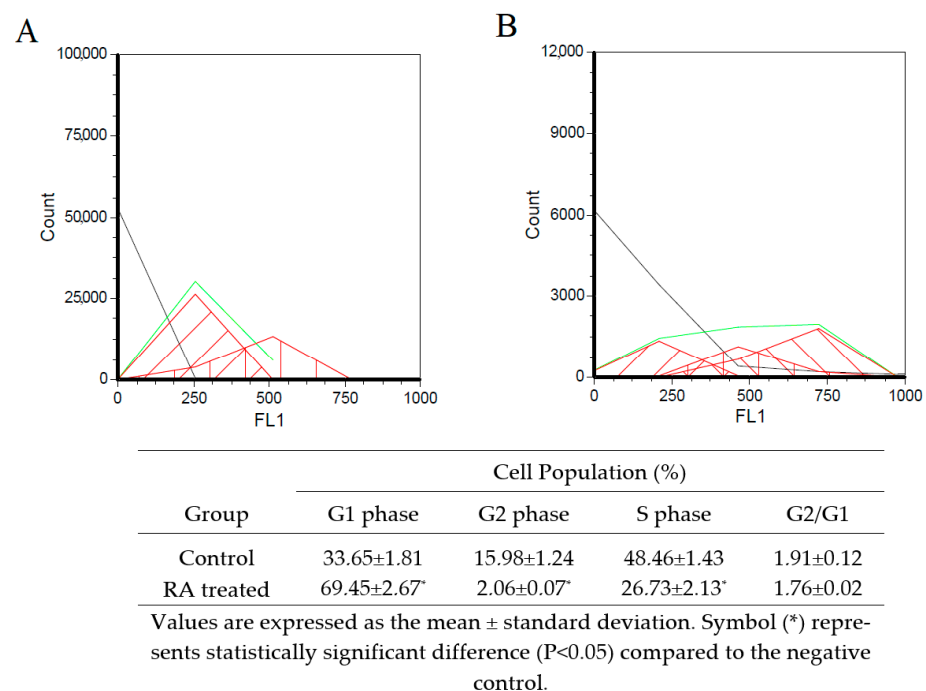 A
B
100,000
75,000
50,000
25,000
0
Count
0 250 500 750 1000
FL1
12,000
9000
6000
3000
0
Count
0 250 500 750 1000
FL1
Cell Population (%)
Group G1 phase G2 phase S phase G2/G1
Control 33.65±1.81 15.98±1.24 48.46±1.43 1.91±0.12
RA treated 69.45±2.67* 2.06±0.07* 26.73±2.13* 1.76±0.02
Values are expressed as the mean ± standard deviation. Symbol (*) repre-
sents statistically significant difference (P<0.05) compared to the negative
control.